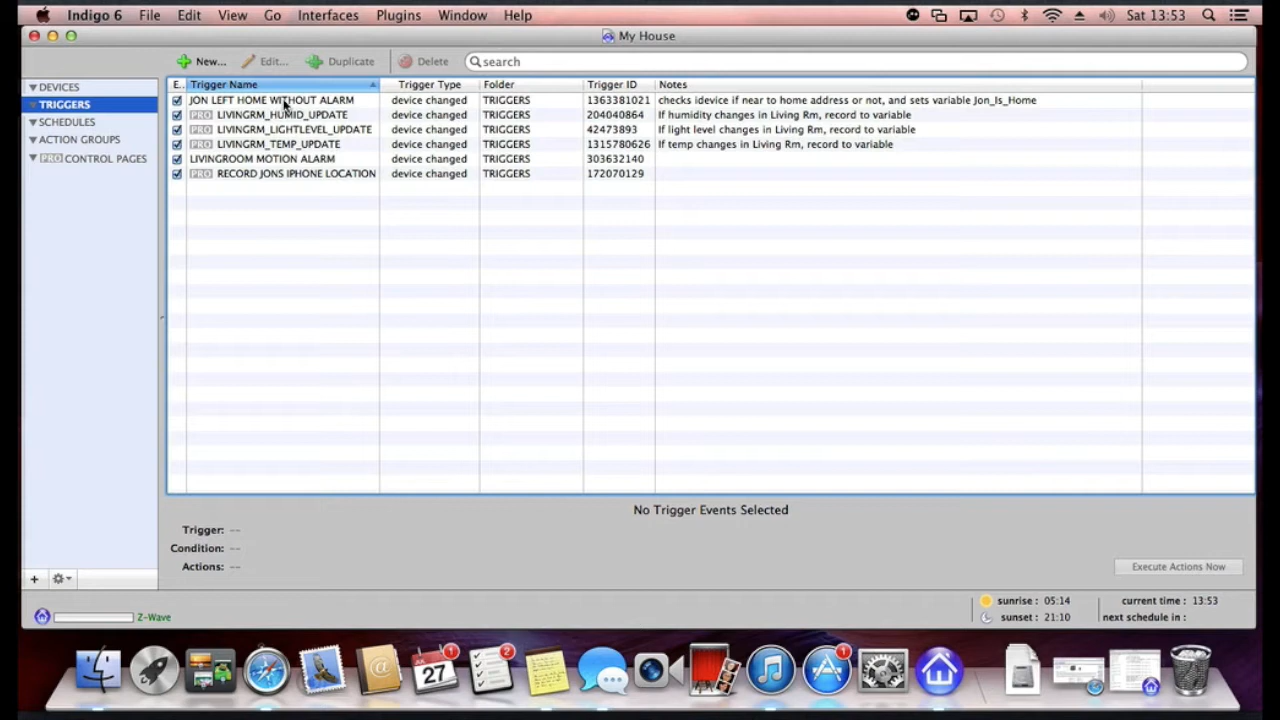 Indigo 6 File Edit View Go Interfaces Plugins Window Help Sat 13:53
My House
New... Edit... Duplicate Delete search
E.. Trigger Name Trigger Type Folder Trigger ID Notes
JON LEFT HOME WITHOUT ALARM device changed TRIGGERS 1363381021 checks idevice if near to home address or not, and sets variable Jon_Is_Home
PRO LIVINGRM_HUMID_UPDATE device changed TRIGGERS 204040864 If humidity changes in Living Rm, record to variable
PRO LIVINGRM_LIGHTLEVEL_UPDATE device changed TRIGGERS 42473893 If light level changes in Living Rm, record to variable
PRO LIVINGRM_TEMP_UPDATE device changed TRIGGERS 1315780626 If temp changes in Living Rm, record to variable
LIVINGROOM MOTION ALARM device changed TRIGGERS 303632140
PRO RECORD JONS IPHONE LOCATION device changed TRIGGERS 172070129
DEVICES
TRIGGERS
SCHEDULES
ACTION GROUPS
PRO CONTROL PAGES
No Trigger Events Selected
Trigger: --
Condition: --
Actions: --
Execute Actions Now
Z-Wave
sunrise : 05:14 current time : 13:53
sunset : 21:10 next schedule in :
1 27 2 1